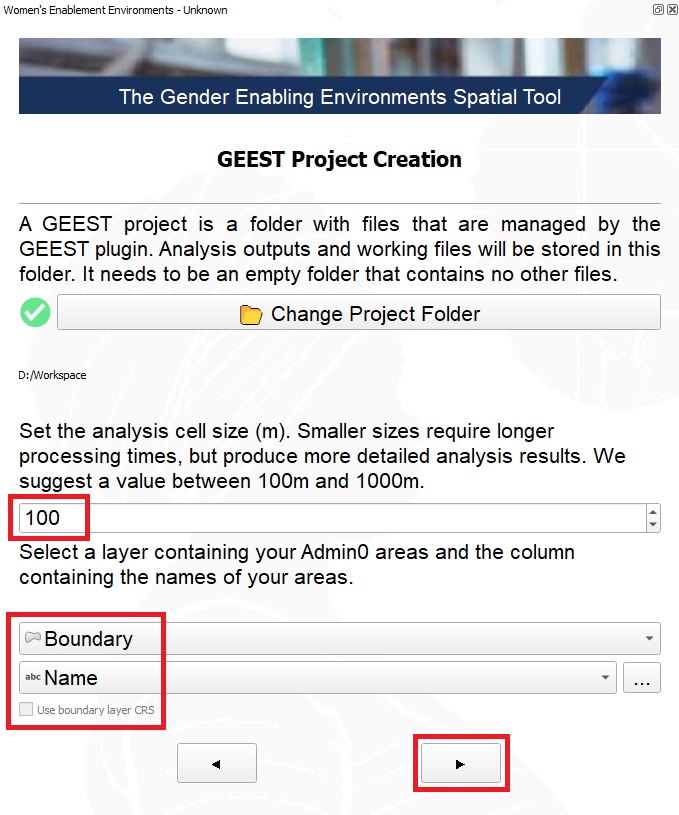 Women's Enablement Environments - Unknown
The Gender Enabling Environments Spatial Tool
GEEST Project Creation
A GEEST project is a folder with files that are managed by the
GEEST plugin. Analysis outputs and working files will be stored in this
folder. It needs to be an empty folder that contains no other files.
Change Project Folder
D:/Workspace
Set the analysis cell size (m). Smaller sizes require longer
processing times, but produce more detailed analysis results. We
suggest a value between 100m and 1000m.
100
Select a layer containing your Admin0 areas and the column
containing the names of your areas.
Boundary
abc Name
...
Use boundary layer CRS